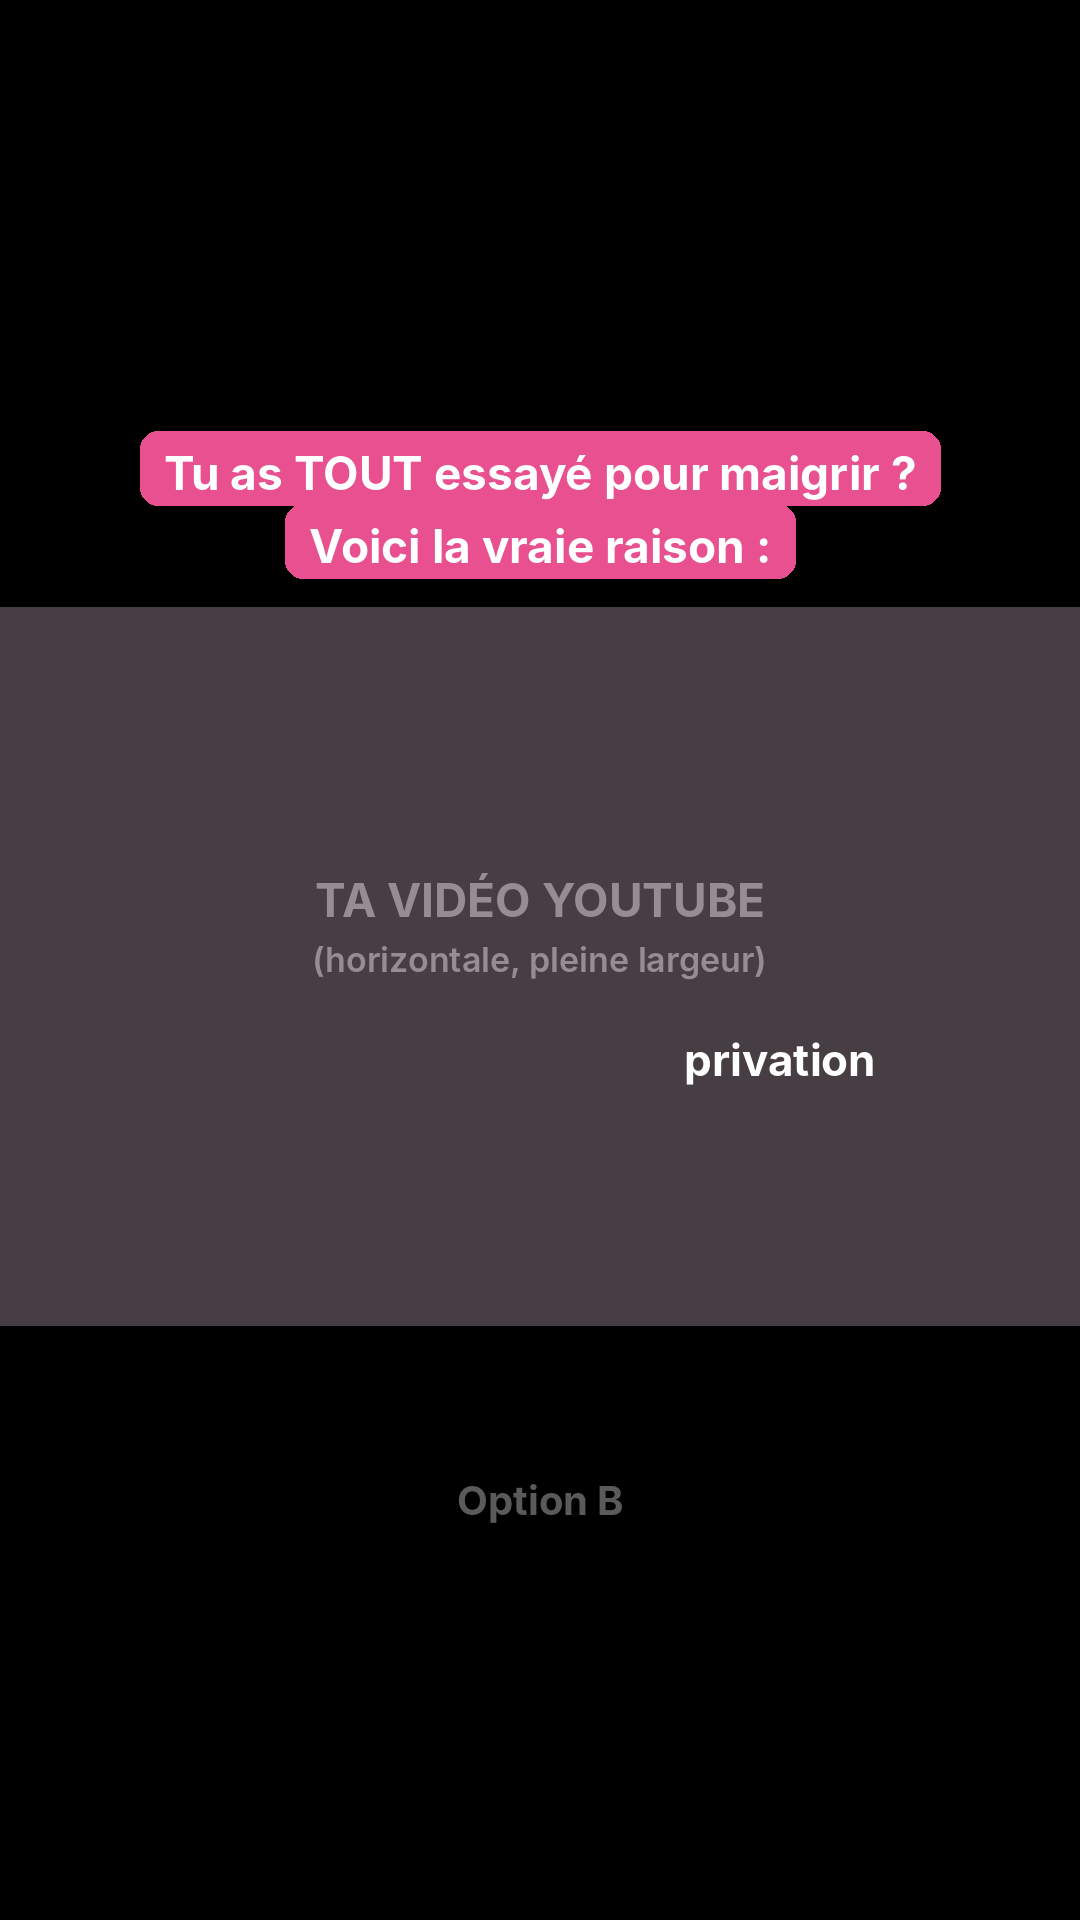 Tu as TOUT essayé pour maigrir ?
Voici la vraie raison :
TA VIDÉO YOUTUBE
(horizontale, pleine largeur)
privation
Option B